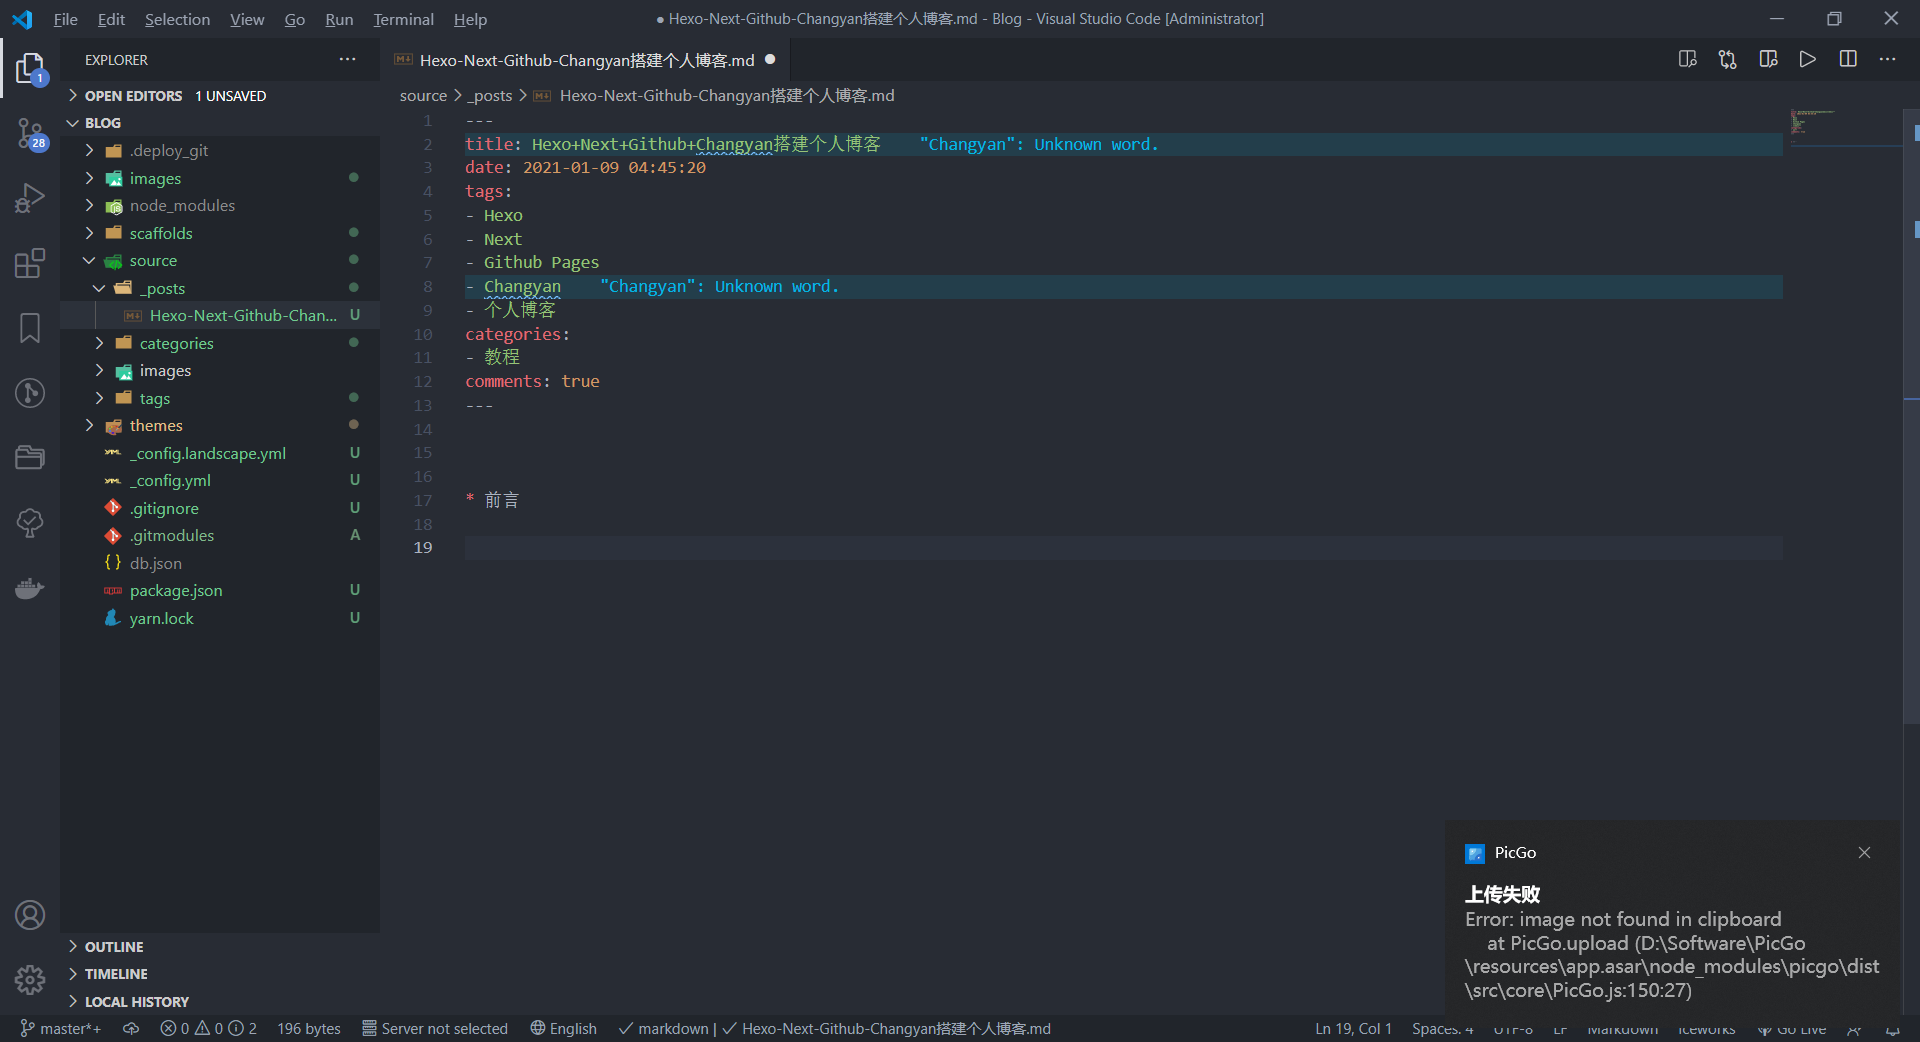 File Edit Selection View Go Run Terminal Help
● Hexo-Next-Github-Changyan搭建个人博客.md - Blog - Visual Studio Code [Administrator]
EXPLORER
1
OPEN EDITORS 1 UNSAVED
BLOG
28
.deploy_git
images
node_modules
scaffolds
source
_posts
Hexo-Next-Github-Chan... U
categories
images
tags
themes
_config.landscape.yml U
_config.yml U
.gitignore U
.gitmodules A
db.json
package.json U
yarn.lock U
OUTLINE
TIMELINE
LOCAL HISTORY
Hexo-Next-Github-Changyan搭建个人博客.md
source > _posts > Hexo-Next-Github-Changyan搭建个人博客.md
1 ---
2 title: Hexo+Next+Github+Changyan搭建个人博客 "Changyan": Unknown word.
3 date: 2021-01-09 04:45:20
4 tags:
5 - Hexo
6 - Next
7 - Github Pages
8 - Changyan "Changyan": Unknown word.
9 - 个人博客
10 categories:
11 - 教程
12 comments: true
13 ---
14
15
16
17 * 前言
18
19
PicGo
上传失败
Error: image not found in clipboard
at PicGo.upload (D:\Software\PicGo
\resources\app.asar\node_modules\picgo\dist
\src\core\PicGo.js:150:27)
master*+ 0 0 2 196 bytes Server not selected English ✓ markdown | ✓ Hexo-Next-Github-Changyan搭建个人博客.md Ln 19, Col 1 Spaces: 4 UTF-8 LF Markdown Iceworks Go Live